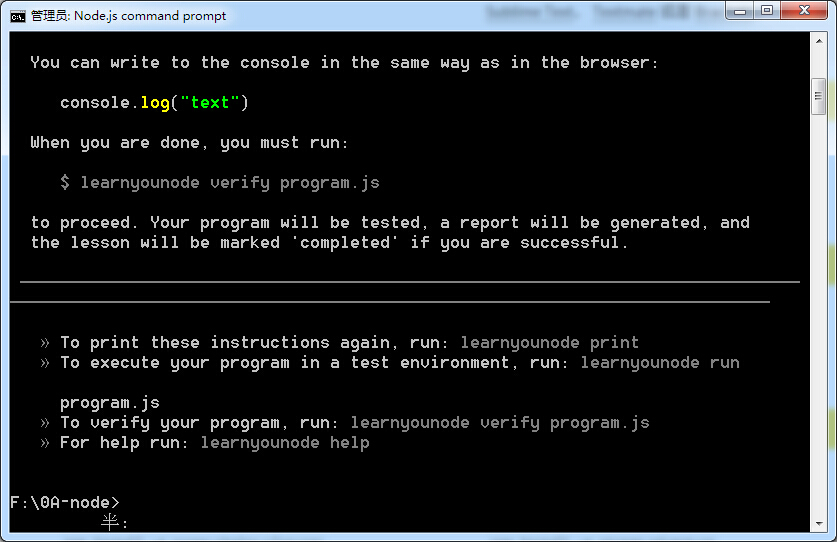 管理员: Node.js command prompt
You can write to the console in the same way as in the browser:
console.log("text")
When you are done, you must run:
$ learnyounode verify program.js
to proceed. Your program will be tested, a report will be generated, and
the lesson will be marked 'completed' if you are successful.
» To print these instructions again, run: learnyounode print
» To execute your program in a test environment, run: learnyounode run
program.js
» To verify your program, run: learnyounode verify program.js
» For help run: learnyounode help
F:\0A-node>
半: